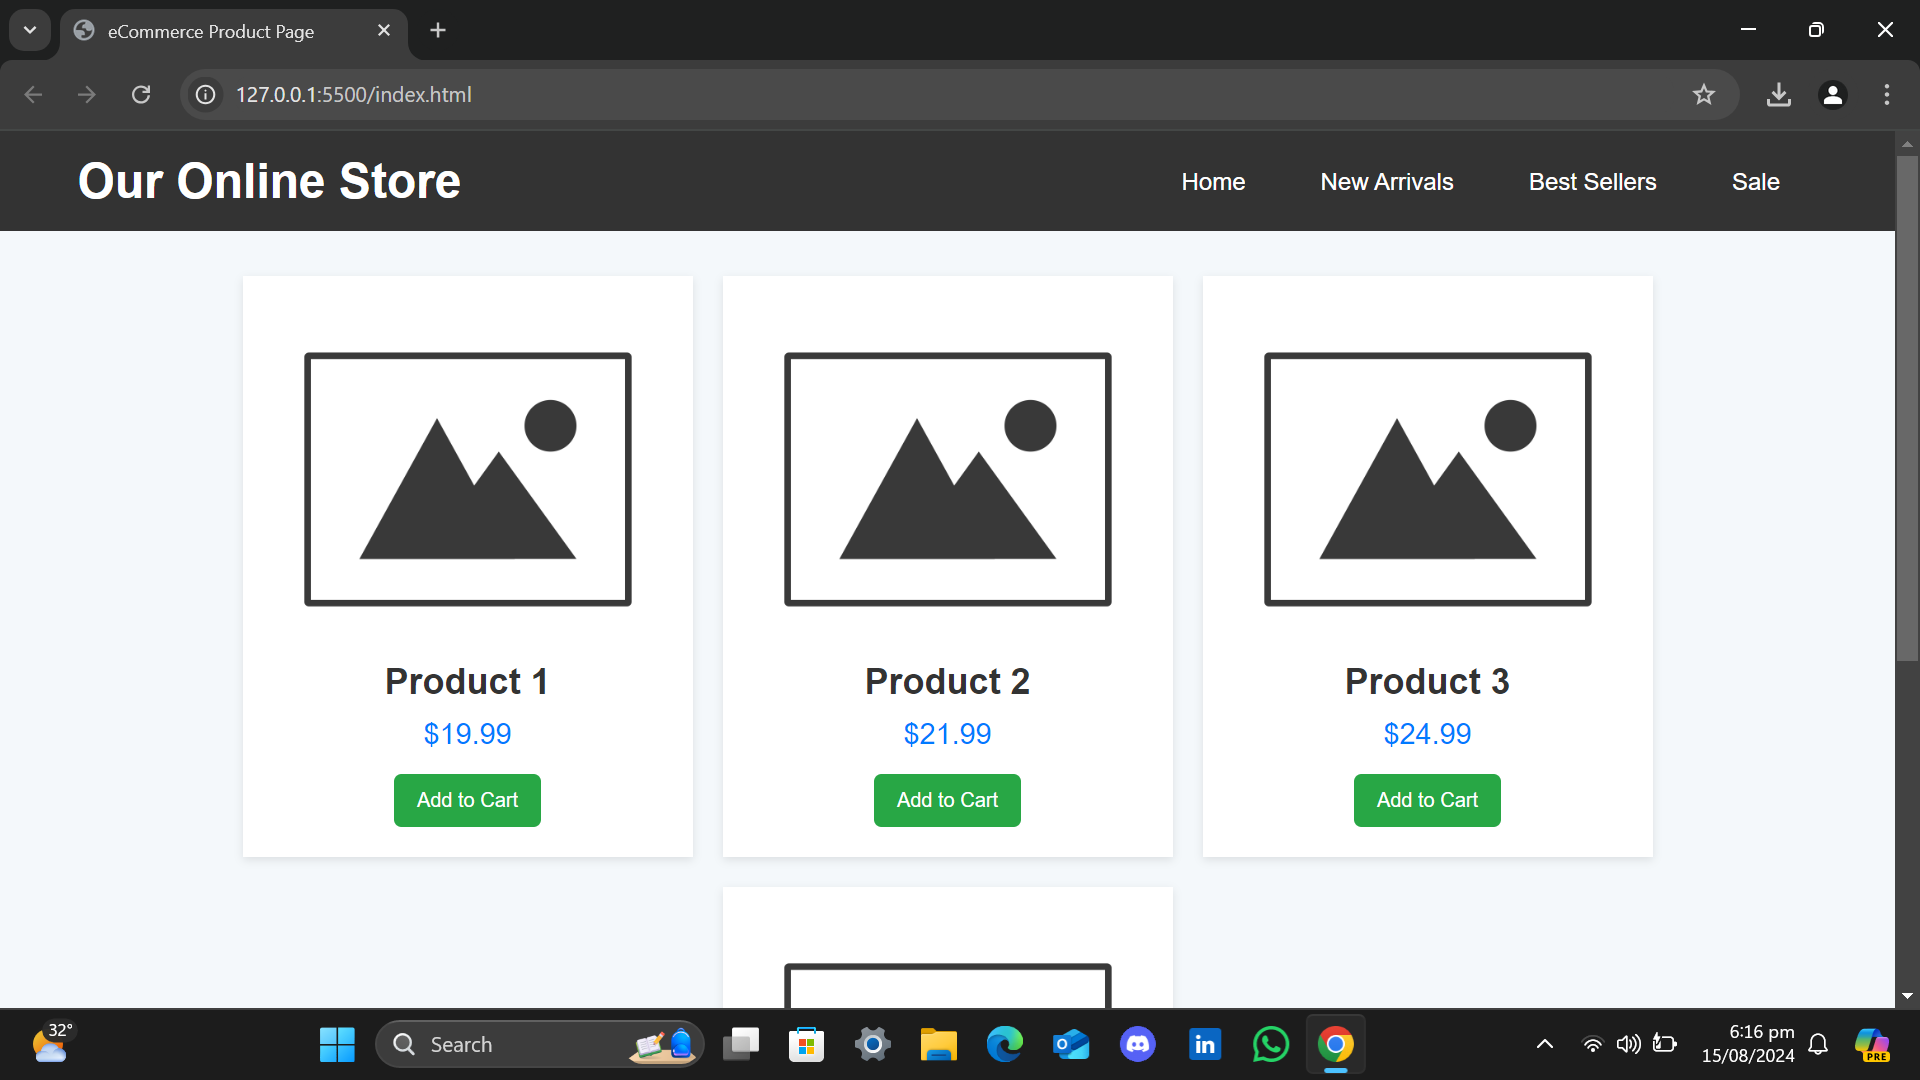 eCommerce Product Page
127.0.0.1:5500/index.html
Our Online Store
Home New Arrivals Best Sellers Sale
Product 1 Product 2 Product 3
$19.99 $21.99 $24.99
Add to Cart Add to Cart Add to Cart
32°
Search
in
6:16 pm
15/08/2024
PRE